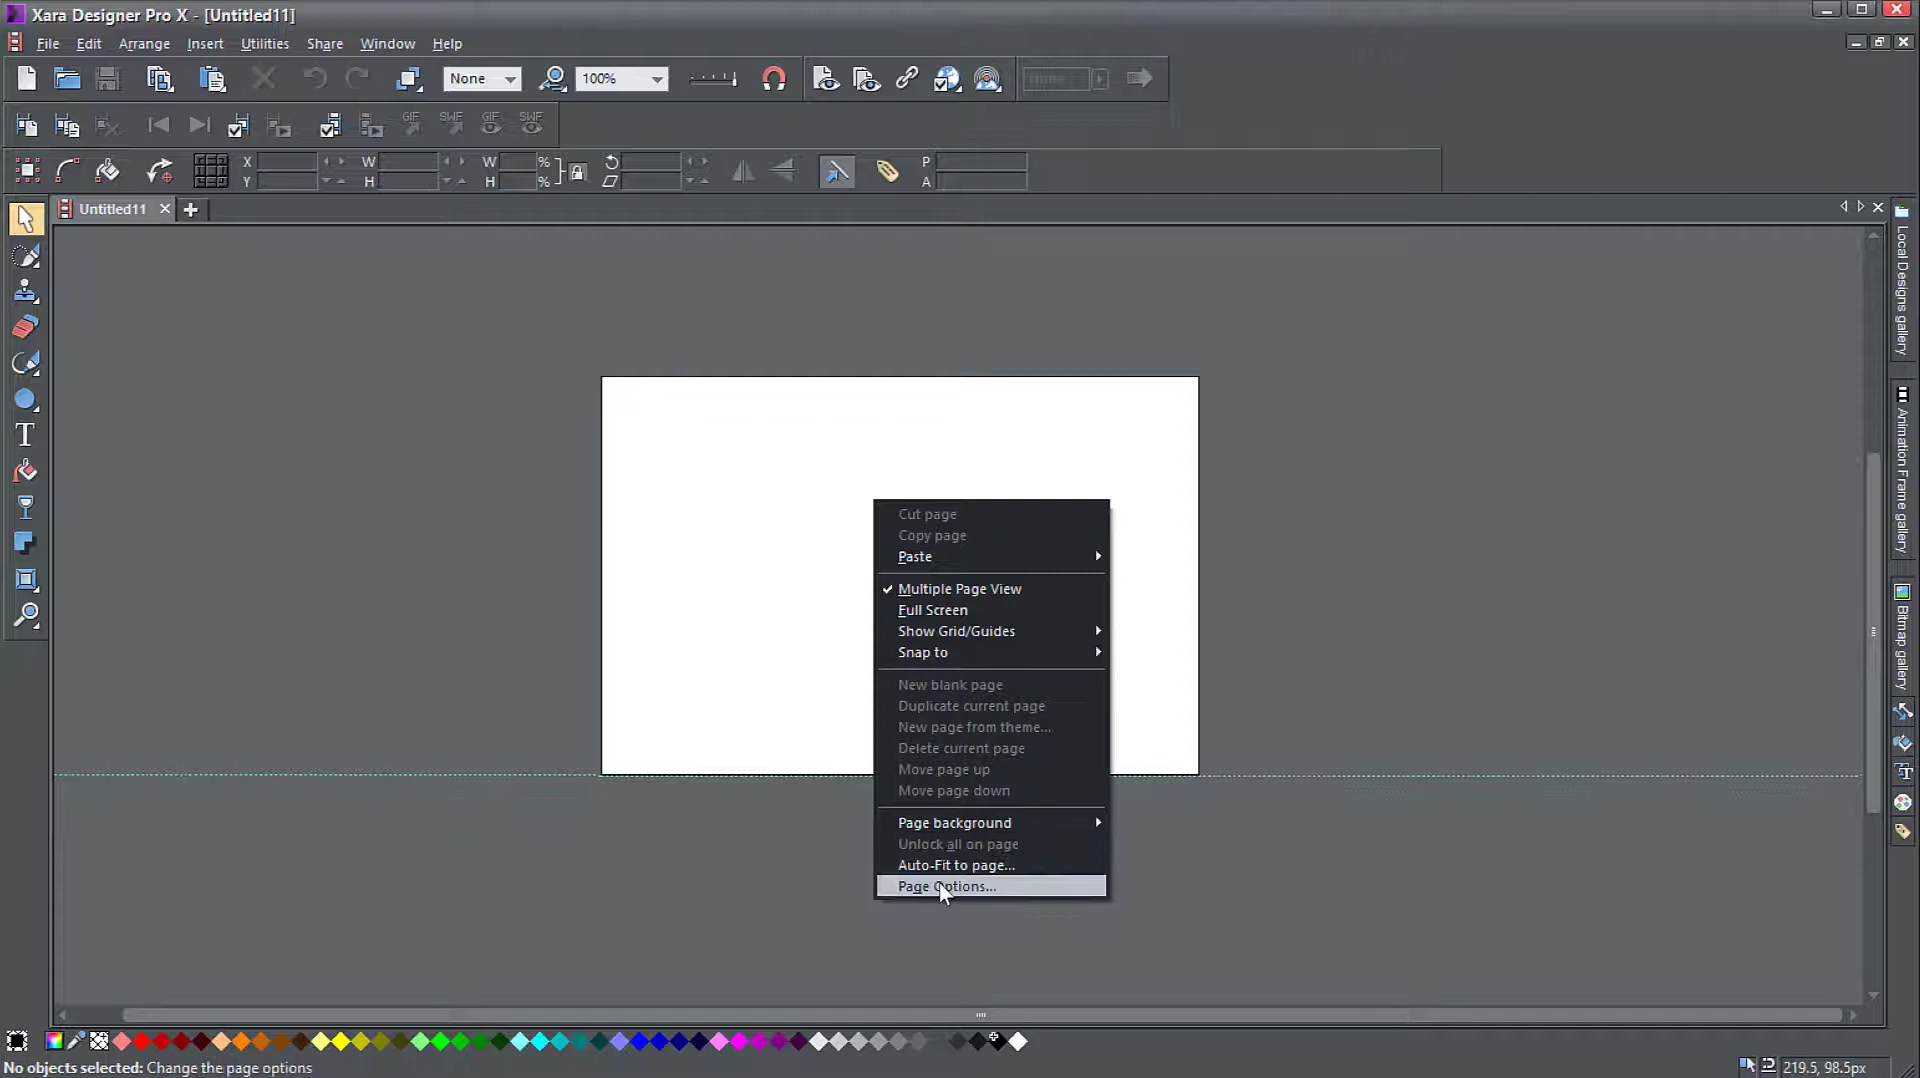 Xara Designer Pro X - [Untitled11]
File Edit Arrange Insert Utilities Share Window Help
None 100%
GIF SWF GIF SWF
X W W % P
Y H H % A
Untitled11
Local Designs gallery
Animation Frame gallery
Bitmap gallery
Cut page
Copy page
Paste
Multiple Page View
Full Screen
Show Grid/Guides
Snap to
New blank page
Duplicate current page
New page from theme...
Delete current page
Move page up
Move page down
Page background
Unlock all on page
Auto-Fit to page...
Page Options...
No objects selected: Change the page options
219.5, 98.5px